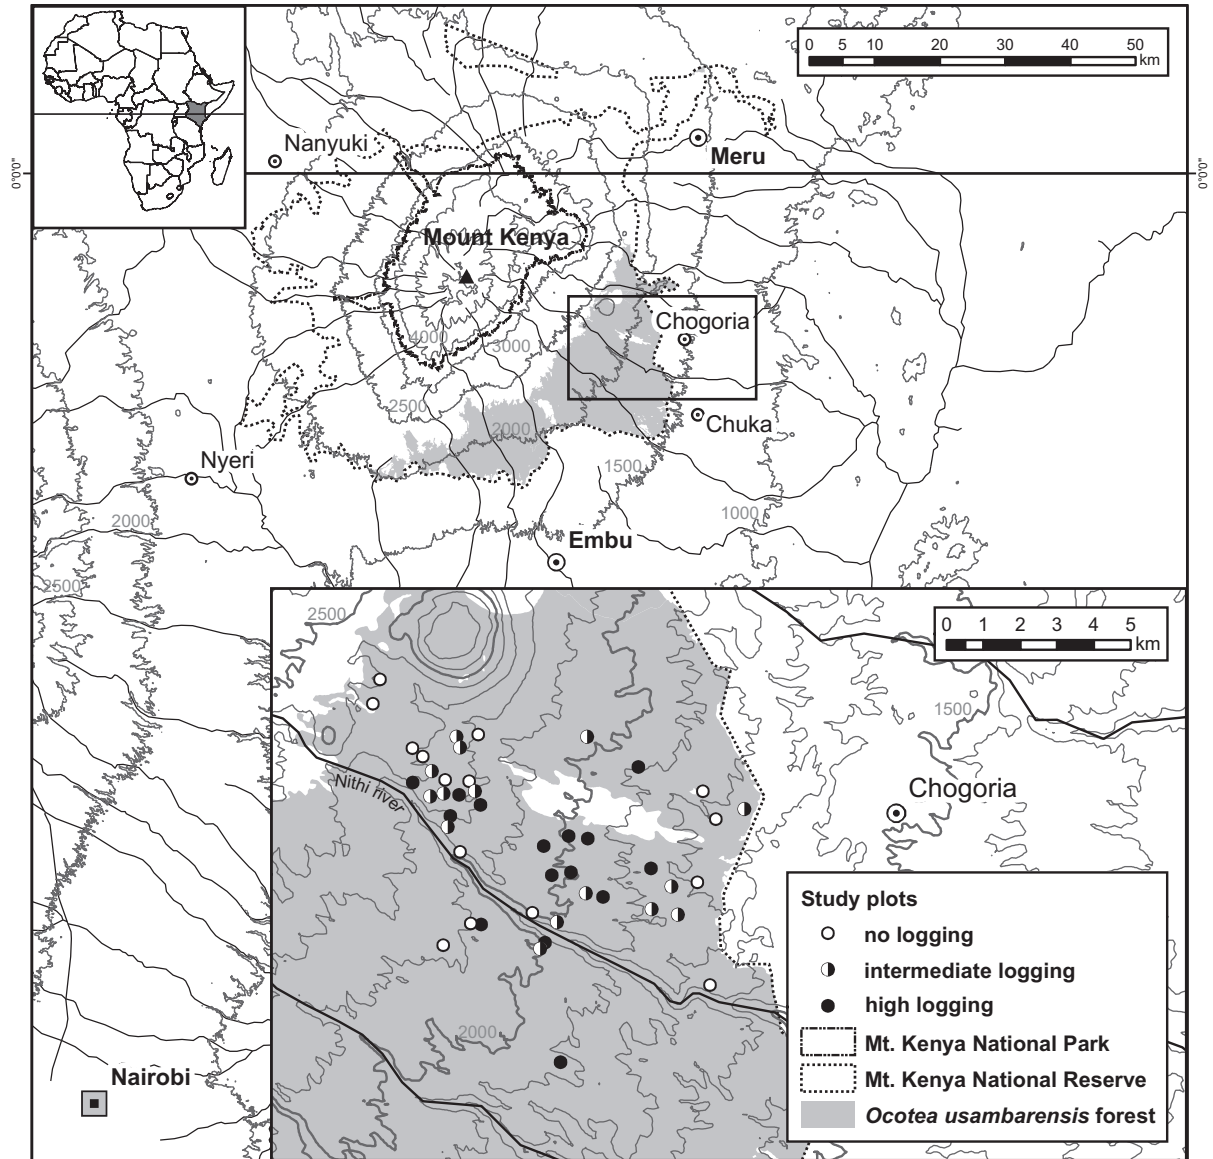 0 5 10 20 30 40 50
km
Nanyuki
Meru
0°0'0"
0°0'0"
Mount Kenya
Chogoria
4000
3000
2500
2000
Chuka
Nyeri
1500
1000
2000
Embu
2500
2500
0 1 2 3 4 5
km
1500
Nithi river
Chogoria
Study plots
no logging
intermediate logging
high logging
2000
Mt. Kenya National Park
Nairobi
Mt. Kenya National Reserve
Ocotea usambarensis forest